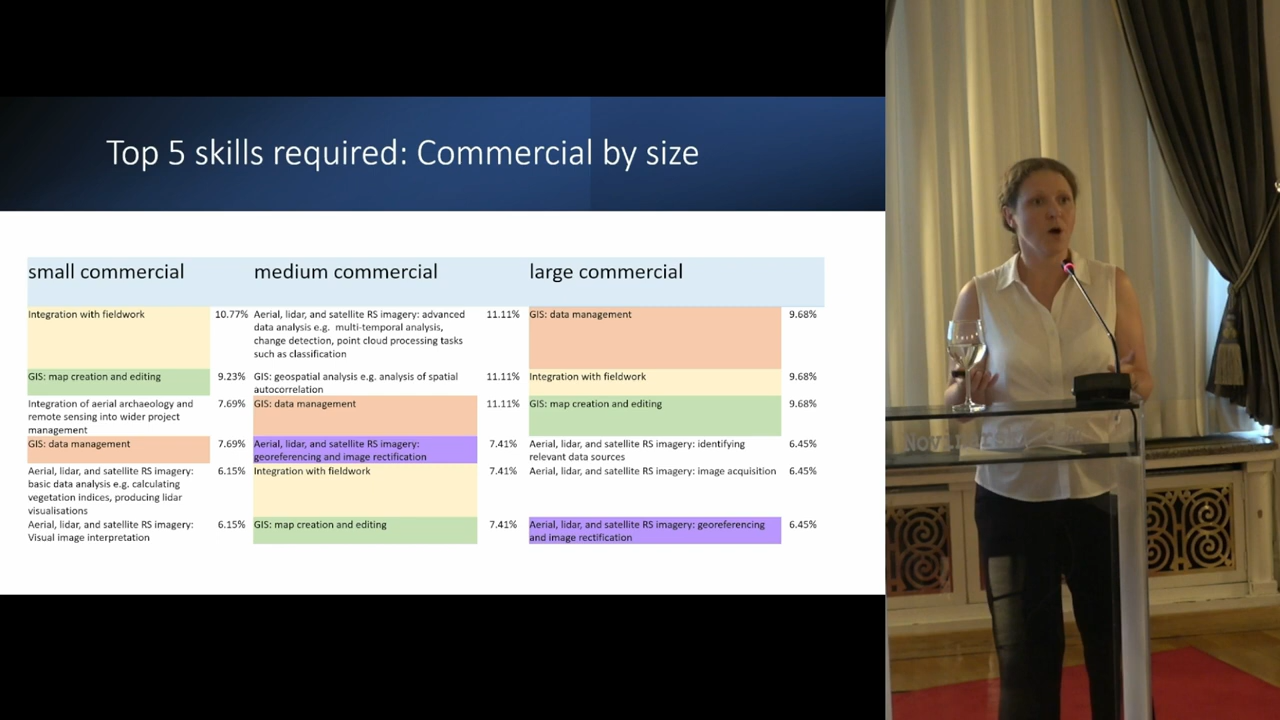 Top 5 skills required: Commercial by size
small commercial
medium commercial
large commercial
Integration with fieldwork
10.77%
Aerial, lidar, and satellite RS imagery: advanced
data analysis e.g. multi-temporal analysis,
change detection, point cloud processing tasks
such as classification
11.11%
GIS: data management
9.68%
GIS: map creation and editing
9.23%
GIS: geospatial analysis e.g. analysis of spatial
autocorrelation
11.11%
Integration with fieldwork
9.68%
Integration of aerial archaeology and
remote sensing into wider project
management
7.69%
GIS: data management
11.11%
GIS: map creation and editing
9.68%
GIS: data management
7.69%
Aerial, lidar, and satellite RS imagery:
georeferencing and image rectification
7.41%
Aerial, lidar, and satellite RS imagery: identifying
relevant data sources
6.45%
Aerial, lidar, and satellite RS imagery:
basic data analysis e.g. calculating
vegetation indices, producing lidar
visualisations
6.15%
Integration with fieldwork
7.41%
Aerial, lidar, and satellite RS imagery: image acquisition
6.45%
Aerial, lidar, and satellite RS imagery:
Visual image interpretation
6.15%
GIS: map creation and editing
7.41%
Aerial, lidar, and satellite RS imagery: georeferencing
and image rectification
6.45%